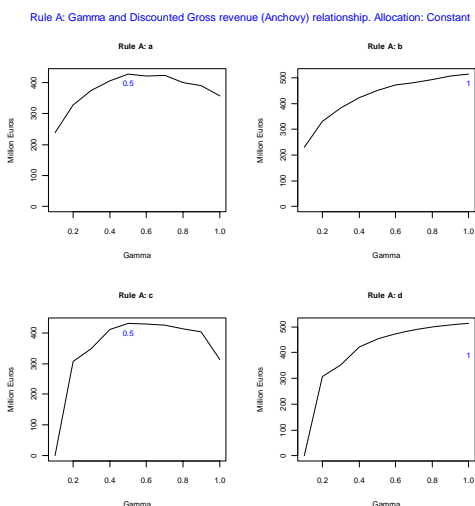 Rule A: Gamma and Discounted Gross revenue (Anchovy) relationship. Allocation: Constant
Rule A: a
Million Euros
0 100 200 300 400
0.5
0.2 0.4 0.6 0.8 1.0
Gamma
Rule A: b
Million Euros
0 100 200 300 400 500
1
0.2 0.4 0.6 0.8 1.0
Gamma
Rule A: c
Million Euros
0 100 200 300 400
0.5
0.2 0.4 0.6 0.8 1.0
Gamma
Rule A: d
Million Euros
0 100 200 300 400 500
1
0.2 0.4 0.6 0.8 1.0
Gamma